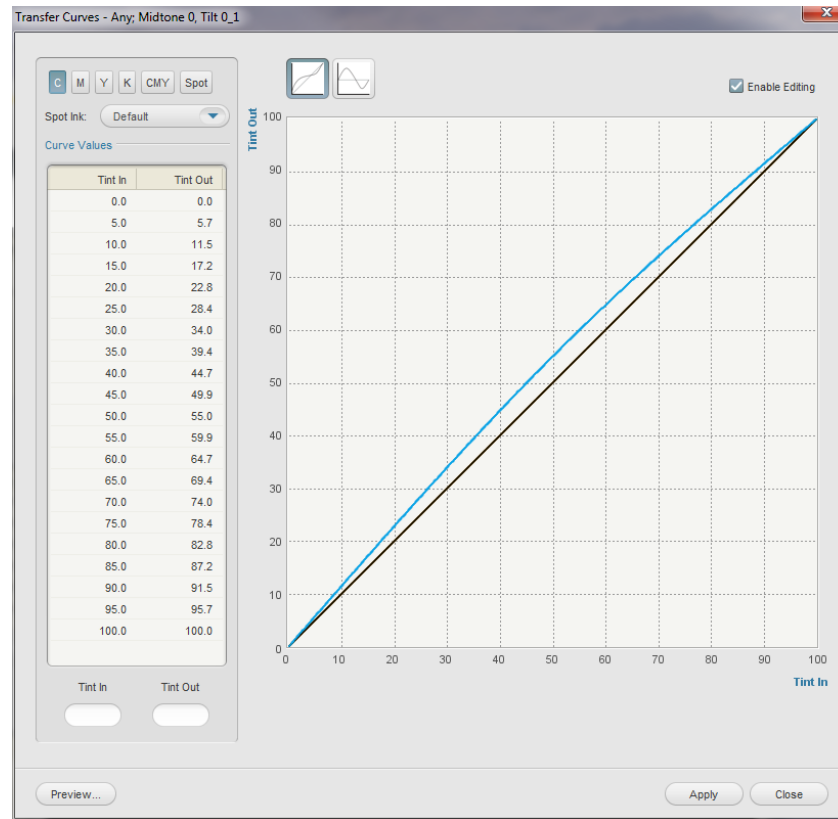 Transfer Curves - Any; Midtone 0, Tilt 0_1
C M Y K CMY Spot
Enable Editing
Spot Ink: Default
Curve Values
Tint In Tint Out
0.0 0.0
5.0 5.7
10.0 11.5
15.0 17.2
20.0 22.8
25.0 28.4
30.0 34.0
35.0 39.4
40.0 44.7
45.0 49.9
50.0 55.0
55.0 59.9
60.0 64.7
65.0 69.4
70.0 74.0
75.0 78.4
80.0 82.8
85.0 87.2
90.0 91.5
95.0 95.7
100.0 100.0
Tint In Tint Out
Tint Out
100
90
80
70
60
50
40
30
20
10
0
0 10 20 30 40 50 60 70 80 90 100
Tint In
Preview... Apply Close